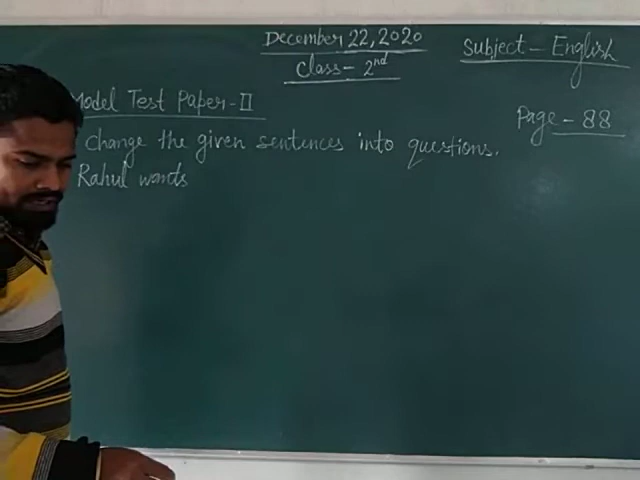 December 22, 2020
Class - 2nd
Subject - English
Model Test Paper - II
Page - 88
Change the given sentences into questions.
Rahul wants